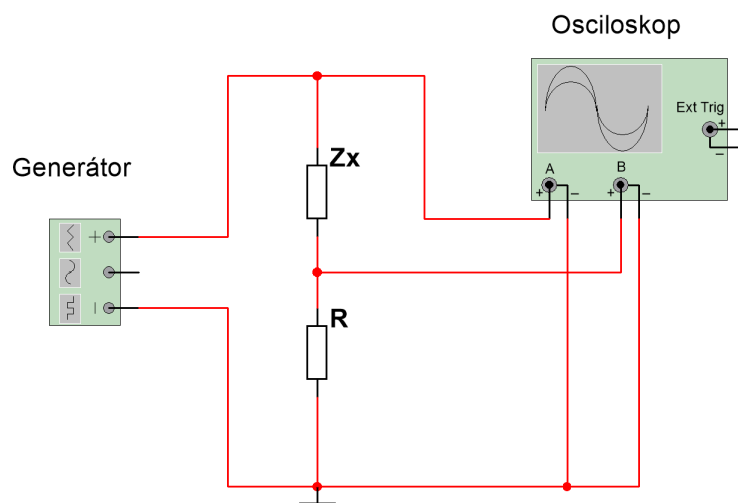 Osciloskop
Ext Trig
+
−
A
B
+ − + −
Zx
Generátor
+
−
R